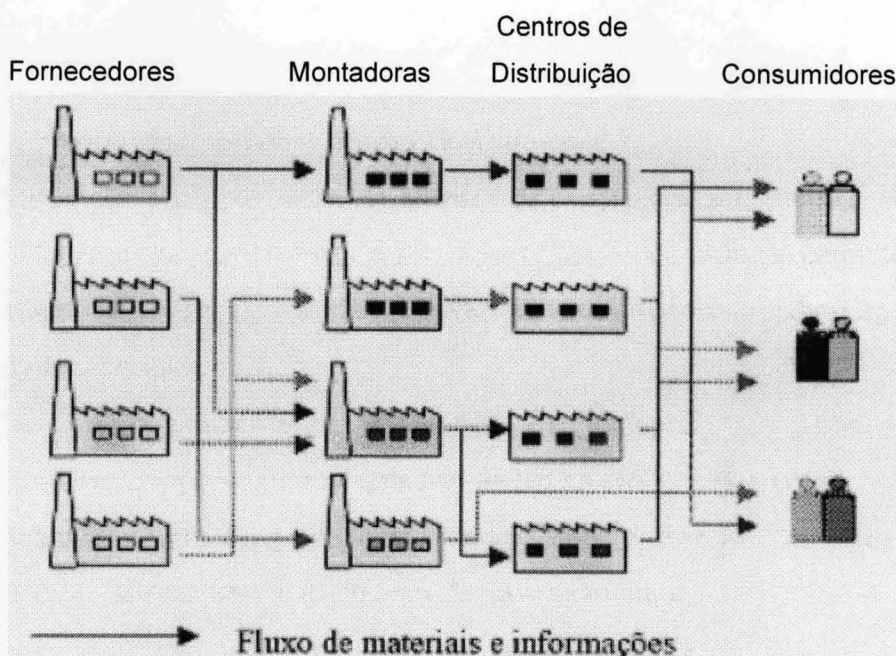 Centros de
Fornecedores Montadoras Distribuição Consumidores
Fluxo de materiais e informações